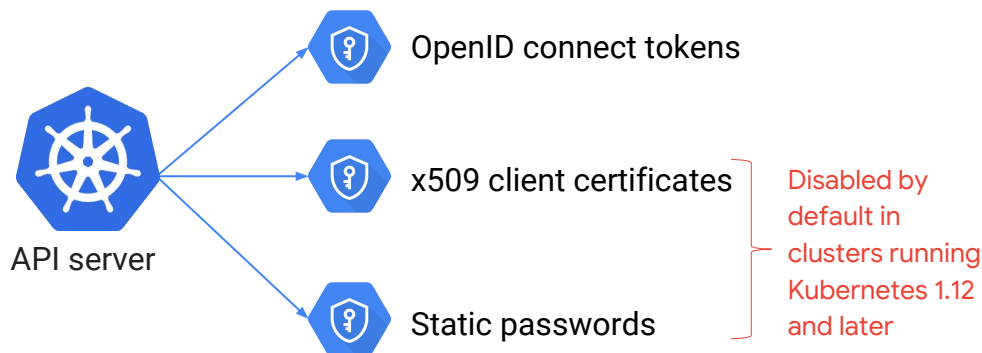 OpenID connect tokens
x509 client certificates
Disabled by
default in
clusters running
Kubernetes 1.12
and later
API server
Static passwords